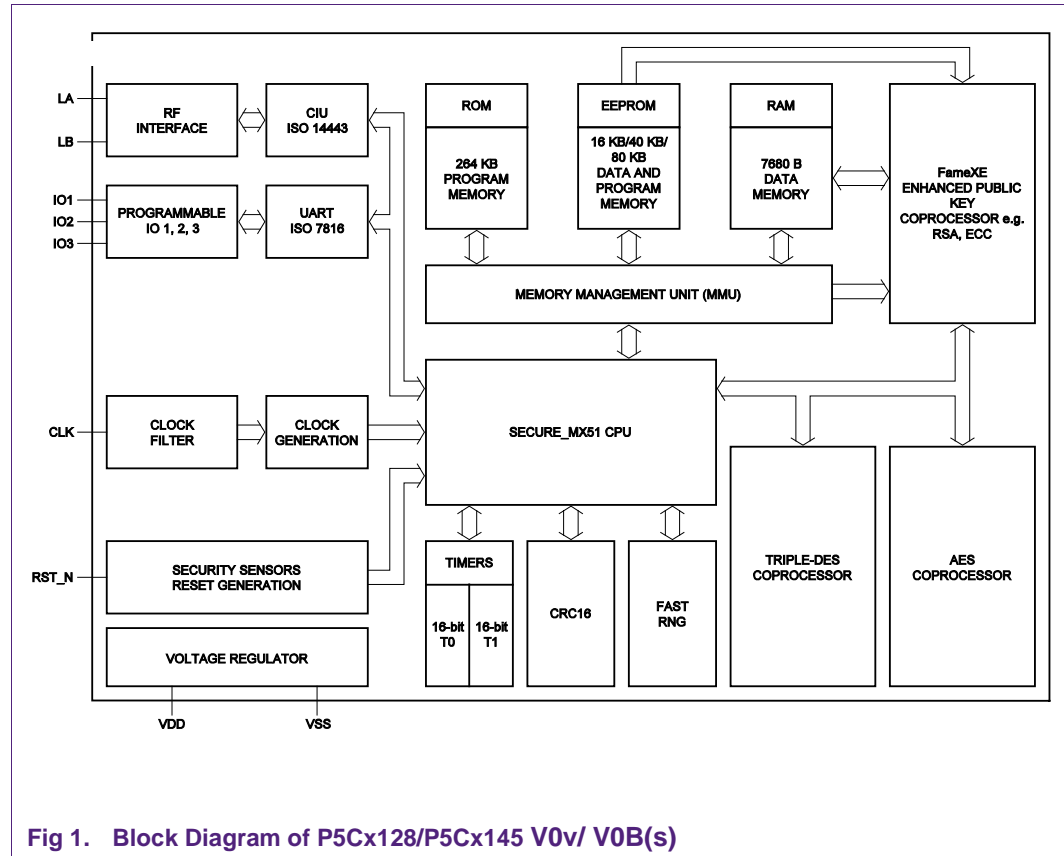 LA
LB
RF
INTERFACE
CIU
ISO 14443
IO1
IO2
IO3
PROGRAMMABLE
IO 1, 2, 3
UART
ISO 7816
ROM
264 KB
PROGRAM
MEMORY
EEPROM
16 KB/40 KB/
80 KB
DATA AND
PROGRAM
MEMORY
RAM
7680 B
DATA
MEMORY
FameXE
ENHANCED PUBLIC
KEY
COPROCESSOR e.g.
RSA, ECC
MEMORY MANAGEMENT UNIT (MMU)
CLK
CLOCK
FILTER
CLOCK
GENERATION
SECURE_MX51 CPU
RST_N
SECURITY SENSORS
RESET GENERATION
TIMERS
16-bit
T0
16-bit
T1
CRC16
FAST
RNG
TRIPLE-DES
COPROCESSOR
AES
COPROCESSOR
VOLTAGE REGULATOR
VDD
VSS
Fig 1. Block Diagram of P5Cx128/P5Cx145 V0v/ V0B(s)